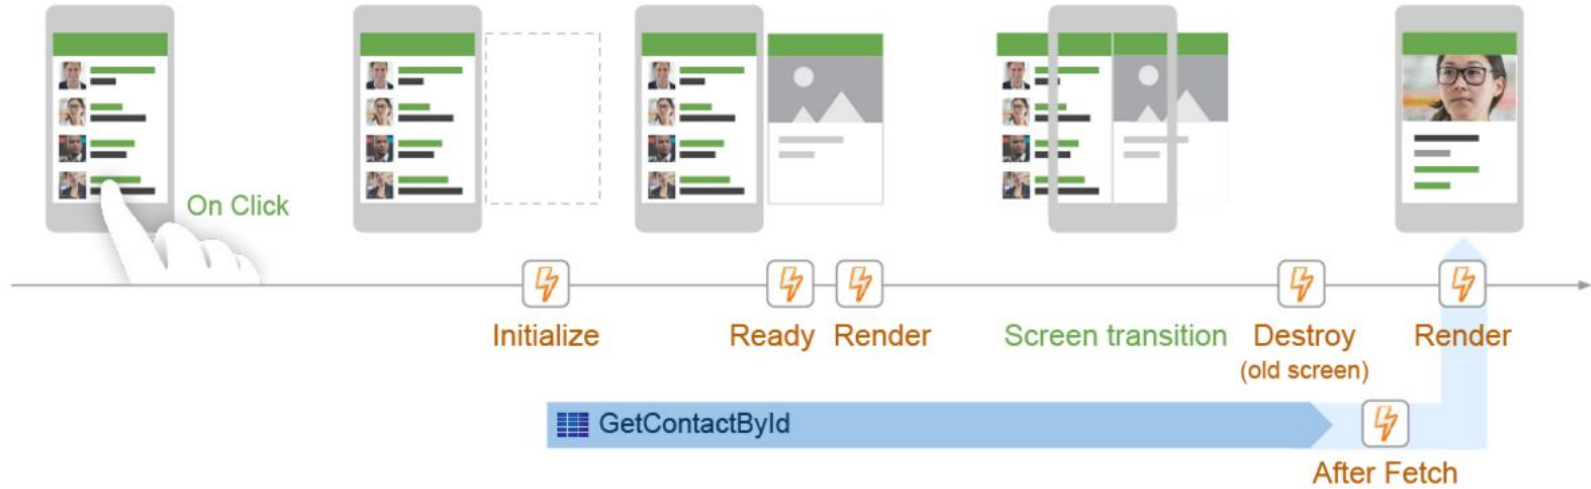 On Click
Initialize
Ready
Render
Screen transition
Destroy
(old screen)
Render
GetContactById
After Fetch